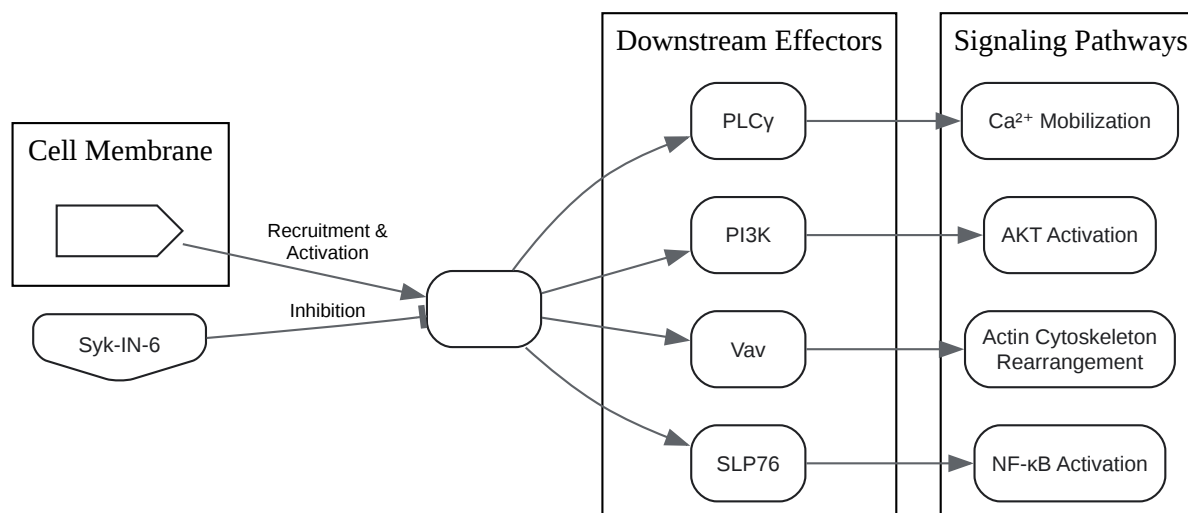 Downstream Effectors
Signaling Pathways
PLCγ
Ca²⁺ Mobilization
Cell Membrane
Recruitment &
Activation
PI3K
AKT Activation
Inhibition
Syk-IN-6
Vav
Actin Cytoskeleton
Rearrangement
SLP76
NF-κB Activation